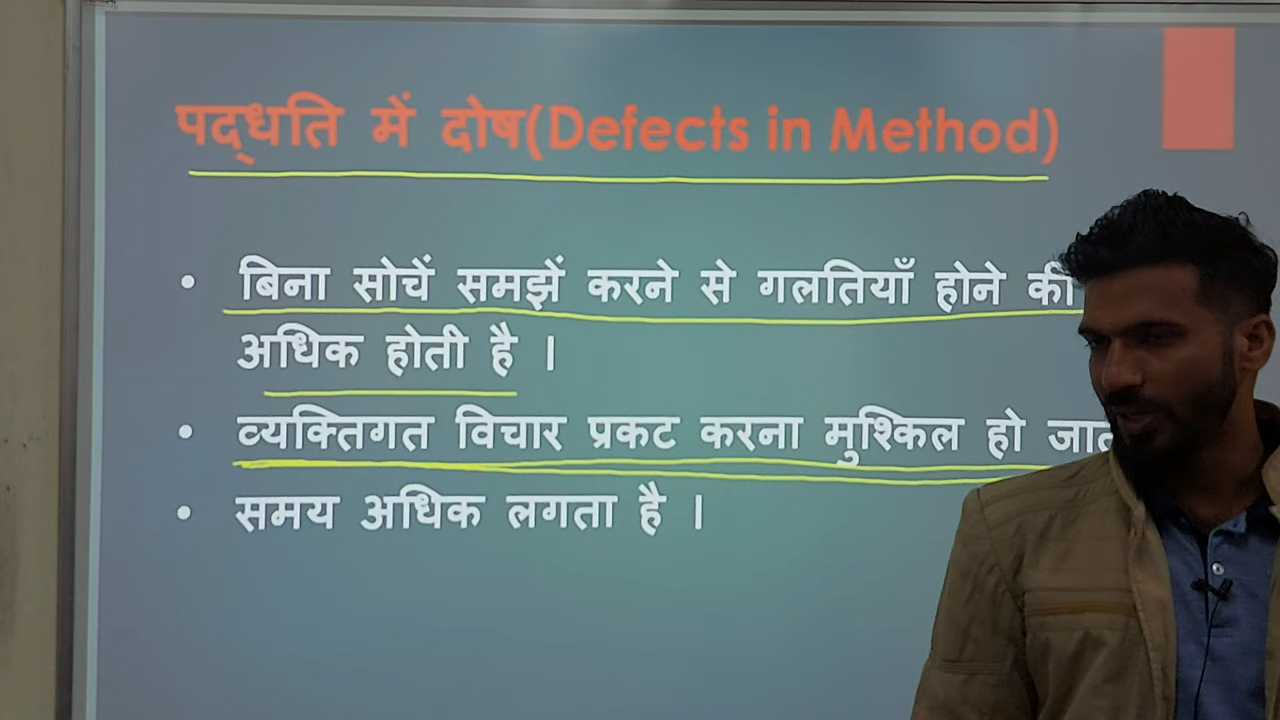 पद्धति में दोष(Defects in Method)
• बिना सोचें समझें करने से गलतियाँ होने की
अधिक होती है ।
• व्यक्तिगत विचार प्रकट करना मुश्किल हो
• समय अधिक लगता है ।